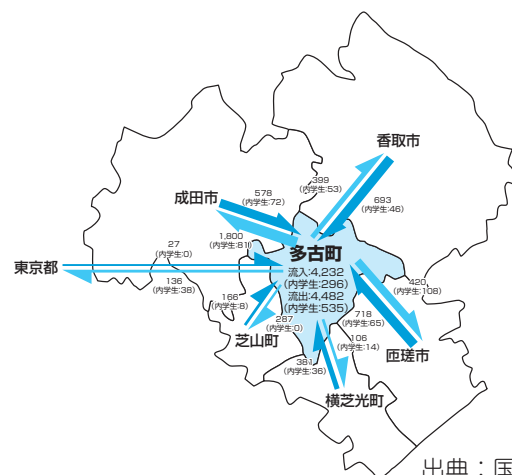 香取市
399
(内学生:53)
693
(内学生:46)
成田市
578
(内学生:72)
1,800
(内学生:81)
多古町
流入:4,232
(内学生:296)
流出:4,482
(内学生:535)
東京都
27
(内学生:0)
136
(内学生:38)
166
(内学生:8)
287
(内学生:0)
芝山町
420
(内学生:108)
718
(内学生:65)
匝瑳市
106
(内学生:14)
381
(内学生:36)
横芝光町
出典：国